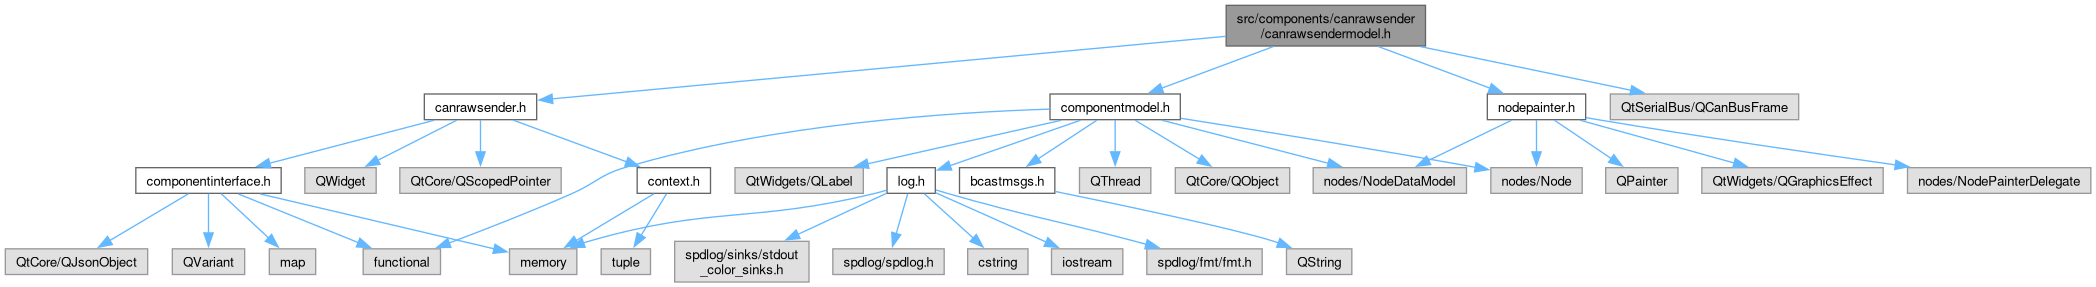 src/components/canrawsender
/canrawsendermodel.h
canrawsender.h
componentmodel.h
nodepainter.h
QtSerialBus/QCanBusFrame
componentinterface.h
QWidget
QtCore/QScopedPointer
context.h
QtWidgets/QLabel
log.h
bcastmsgs.h
QThread
QtCore/QObject
nodes/NodeDataModel
nodes/Node
QPainter
QtWidgets/QGraphicsEffect
nodes/NodePainterDelegate
QtCore/QJsonObject
QVariant
map
functional
memory
tuple
spdlog/sinks/stdout
_color_sinks.h
spdlog/spdlog.h
cstring
iostream
spdlog/fmt/fmt.h
QString